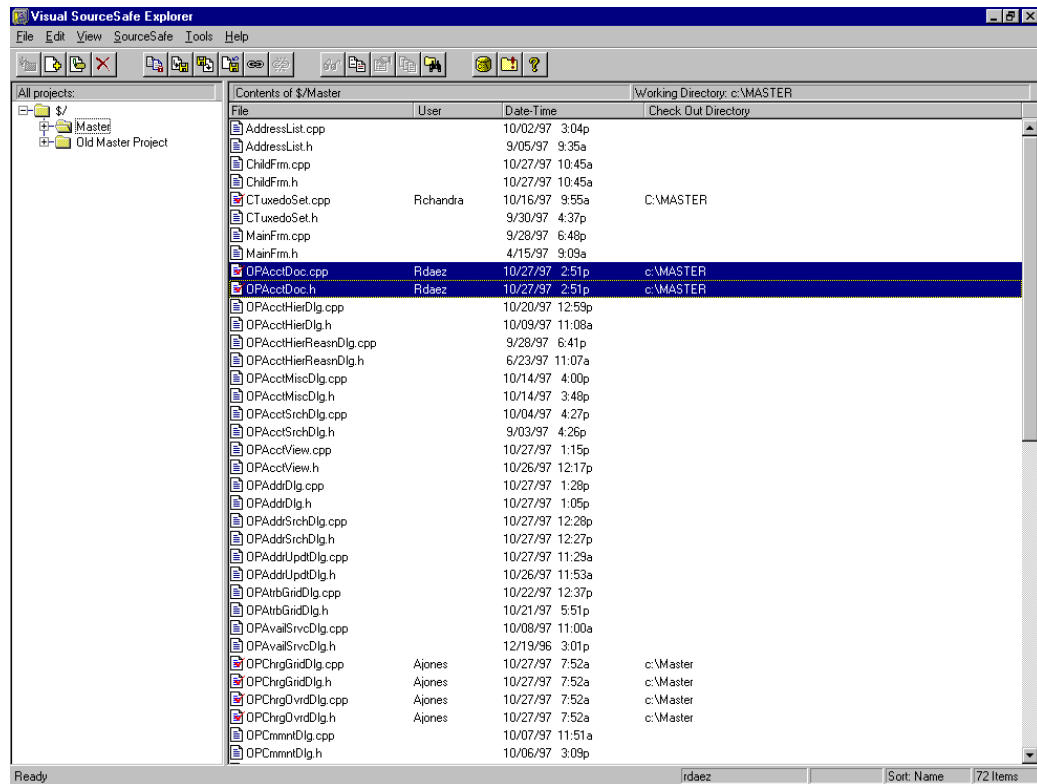 Visual SourceSafe Explorer
File Edit View SourceSafe Tools Help
All projects:
Contents of $/Master Working Directory: c:\MASTER
$/
Master
Old Master Project
File User Date-Time Check Out Directory
AddressList.cpp 10/02/97 3:04p
AddressList.h 9/05/97 9:35a
ChildFrm.cpp 10/27/97 10:45a
ChildFrm.h 10/27/97 10:45a
CTuxedoSet.cpp Rchandra 10/16/97 9:55a C:\MASTER
CTuxedoSet.h 9/30/97 4:37p
MainFrm.cpp 9/28/97 6:48p
MainFrm.h 4/15/97 9:09a
OPAcctDoc.cpp Rdaez 10/27/97 2:51p c:\MASTER
OPAcctDoc.h Rdaez 10/27/97 2:51p c:\MASTER
OPAcctHierDlg.cpp 10/20/97 12:59p
OPAcctHierDlg.h 10/09/97 11:08a
OPAcctHierReasnDlg.cpp 9/28/97 6:41p
OPAcctHierReasnDlg.h 6/23/97 11:07a
OPAcctMiscDlg.cpp 10/14/97 4:00p
OPAcctMiscDlg.h 10/14/97 3:48p
OPAcctSrchDlg.cpp 10/04/97 4:27p
OPAcctSrchDlg.h 9/03/97 4:26p
OPAcctView.cpp 10/27/97 1:15p
OPAcctView.h 10/26/97 12:17p
OPAddrDlg.cpp 10/27/97 1:28p
OPAddrDlg.h 10/27/97 1:05p
OPAddrSrchDlg.cpp 10/27/97 12:28p
OPAddrSrchDlg.h 10/27/97 12:27p
OPAddrUpdtDlg.cpp 10/27/97 11:29a
OPAddrUpdtDlg.h 10/26/97 11:53a
OPAtrbGridDlg.cpp 10/22/97 12:37p
OPAtrbGridDlg.h 10/21/97 5:51p
OPAvailSrvcDlg.cpp 10/08/97 11:00a
OPAvailSrvcDlg.h 12/19/96 3:01p
OPChrgGridDlg.cpp Ajones 10/27/97 7:52a c:\Master
OPChrgGridDlg.h Ajones 10/27/97 7:52a c:\Master
OPChrgOvrdDlg.cpp Ajones 10/27/97 7:52a c:\Master
OPChrgOvrdDlg.h Ajones 10/27/97 7:52a c:\Master
OPCmmntDlg.cpp 10/07/97 11:51a
OPCmmntDlg.h 10/06/97 3:09p
Ready rdaez Sort: Name 72 Items